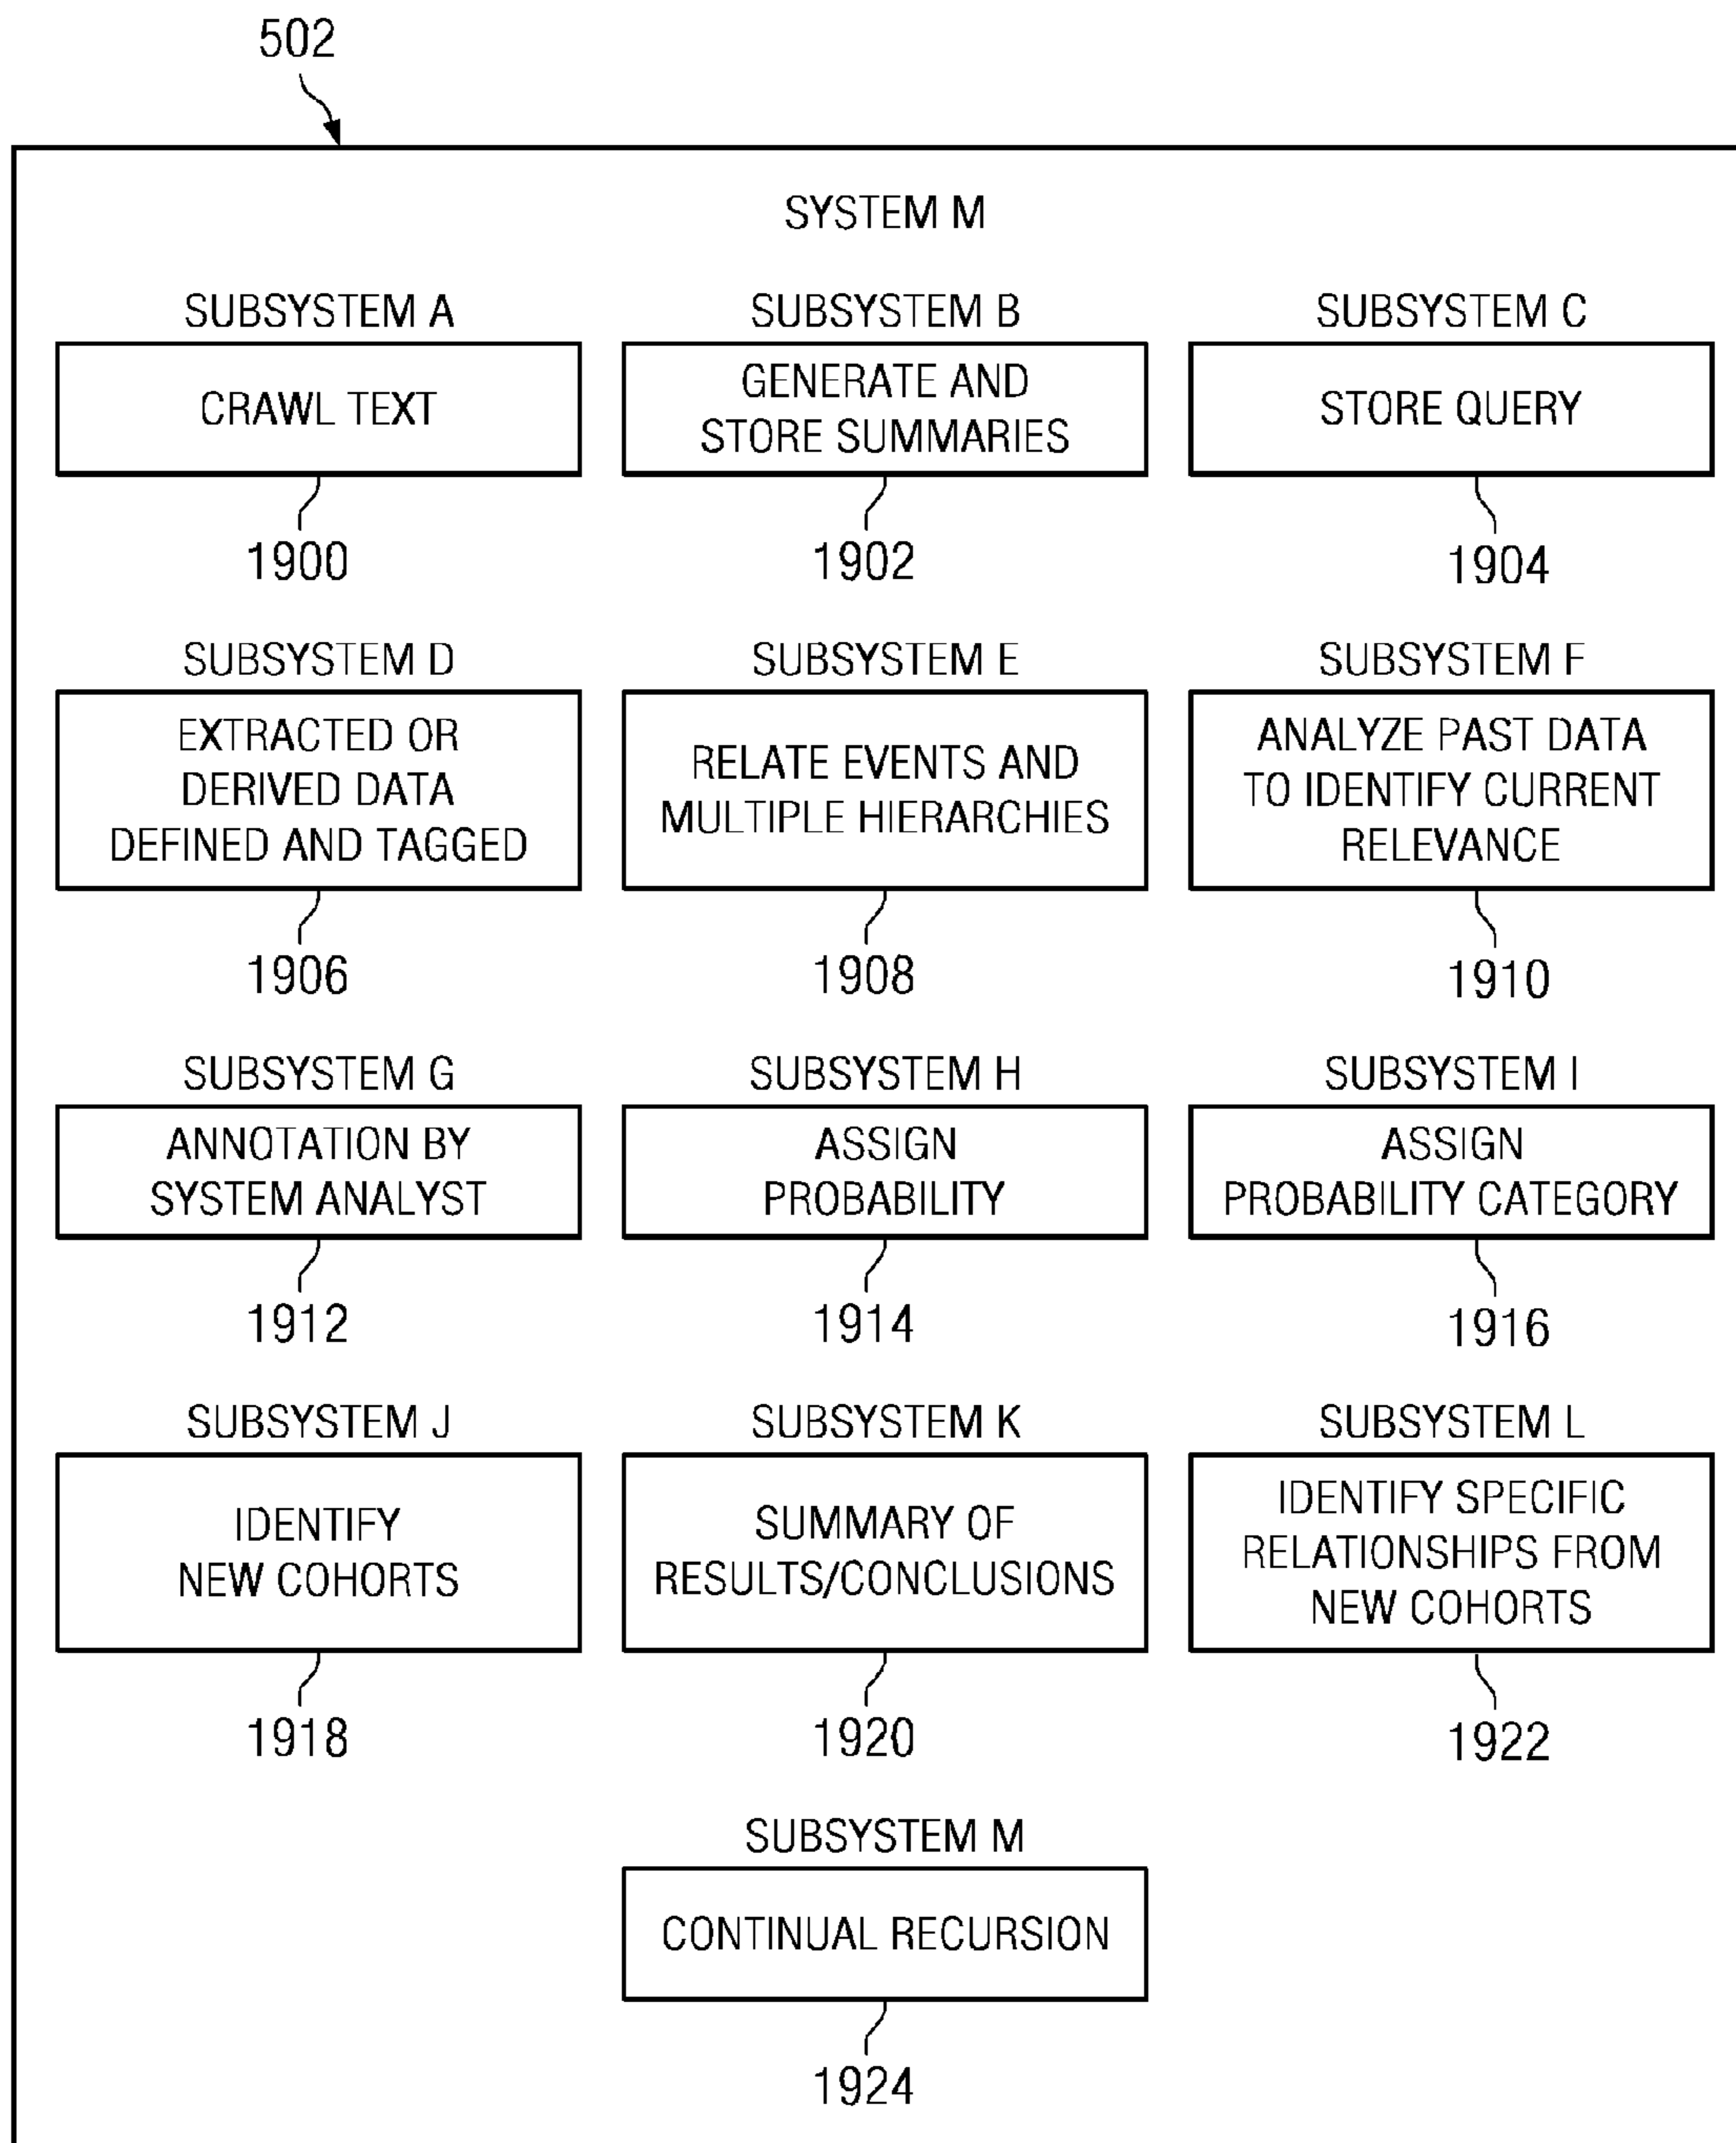 502
SYSTEM M
SUBSYSTEM A
CRAWL TEXT
1900
SUBSYSTEM B
GENERATE AND
STORE SUMMARIES
1902
SUBSYSTEM C
STORE QUERY
1904
SUBSYSTEM D
EXTRACTED OR
DERIVED DATA
DEFINED AND TAGGED
1906
SUBSYSTEM E
RELATE EVENTS AND
MULTIPLE HIERARCHIES
1908
SUBSYSTEM F
ANALYZE PAST DATA
TO IDENTIFY CURRENT
RELEVANCE
1910
SUBSYSTEM G
ANNOTATION BY
SYSTEM ANALYST
1912
SUBSYSTEM H
ASSIGN
PROBABILITY
1914
SUBSYSTEM I
ASSIGN
PROBABILITY CATEGORY
1916
SUBSYSTEM J
IDENTIFY
NEW COHORTS
1918
SUBSYSTEM K
SUMMARY OF
RESULTS/CONCLUSIONS
1920
SUBSYSTEM L
IDENTIFY SPECIFIC
RELATIONSHIPS FROM
NEW COHORTS
1922
SUBSYSTEM M
CONTINUAL RECURSION
1924